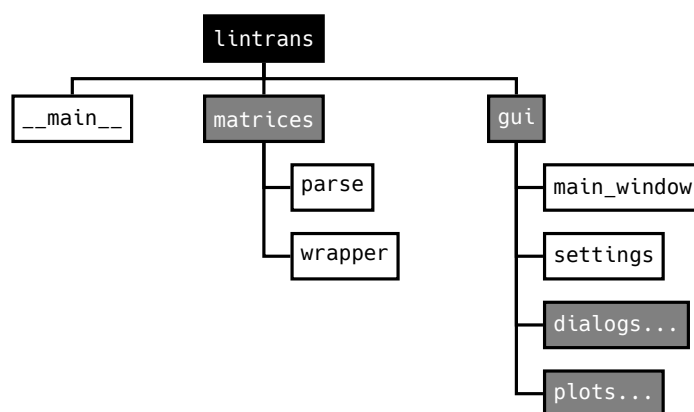 lintrans
__main__
matrices
gui
parse
main_window
wrapper
settings
dialogs...
plots...